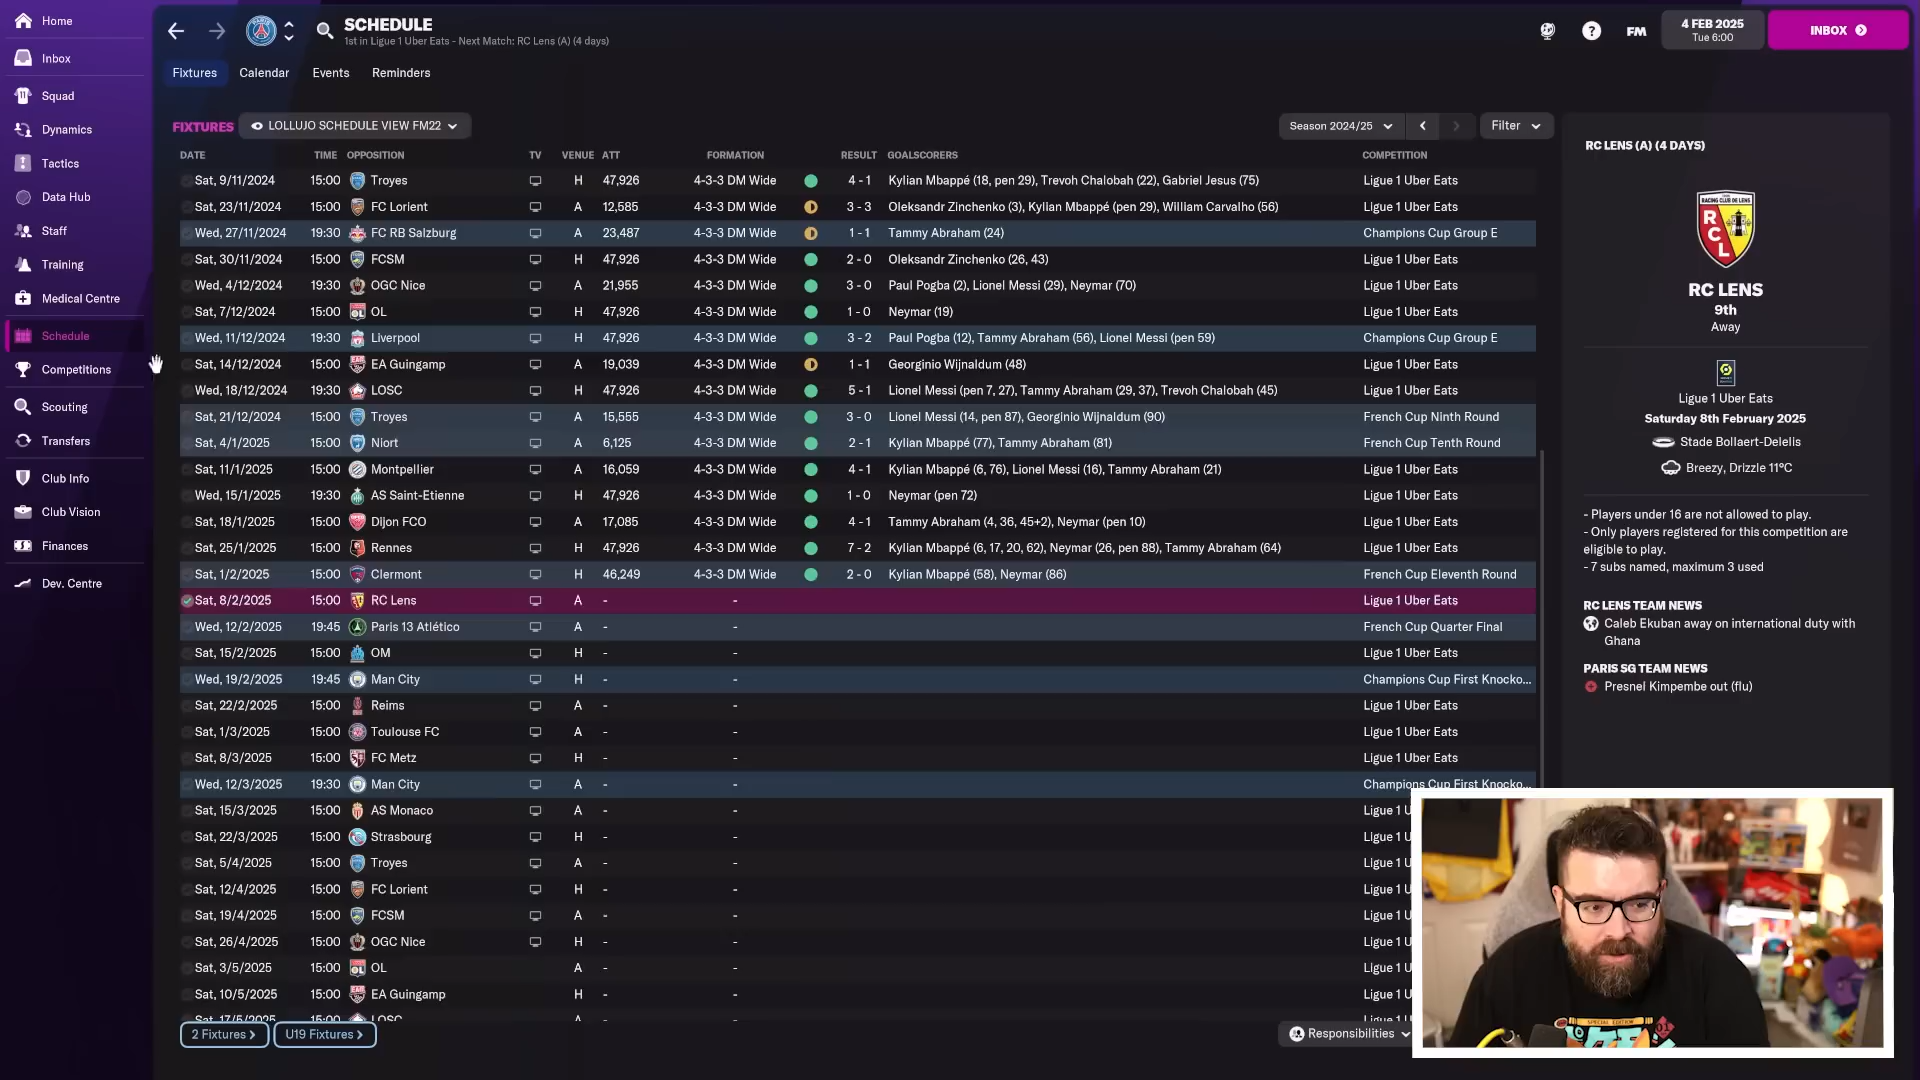 Home
Inbox
Squad
Dynamics
Tactics
Data Hub
Staff
Training
Medical Centre
Schedule
Competitions
Scouting
Transfers
Club Info
Club Vision
Finances
Dev. Centre
SCHEDULE
1st in Ligue 1 Uber Eats - Next Match: RC Lens (A) (4 days)
FM
4 FEB 2025
Tue 6:00
INBOX
Fixtures Calendar Events Reminders
FIXTURES LOLLUJO SCHEDULE VIEW FM22 Season 2024/25 Filter
DATE TIME OPPOSITION TV VENUE ATT FORMATION RESULT GOALSCORERS COMPETITION
Sat, 9/11/2024 15:00 Troyes H 47,926 4-3-3 DM Wide 4 - 1 Kylian Mbappé (18, pen 29), Trevoh Chalobah (22), Gabriel Jesus (75) Ligue 1 Uber Eats
Sat, 23/11/2024 15:00 FC Lorient A 12,585 4-3-3 DM Wide 3 - 3 Oleksandr Zinchenko (3), Kylian Mbappé (pen 29), William Carvalho (56) Ligue 1 Uber Eats
Wed, 27/11/2024 19:30 FC RB Salzburg A 23,487 4-3-3 DM Wide 1 - 1 Tammy Abraham (24) Champions Cup Group E
Sat, 30/11/2024 15:00 FCSM H 47,926 4-3-3 DM Wide 2 - 0 Oleksandr Zinchenko (26, 43) Ligue 1 Uber Eats
Wed, 4/12/2024 19:30 OGC Nice A 21,955 4-3-3 DM Wide 3 - 0 Paul Pogba (2), Lionel Messi (29), Neymar (70) Ligue 1 Uber Eats
Sat, 7/12/2024 15:00 OL H 47,926 4-3-3 DM Wide 1 - 0 Neymar (19) Ligue 1 Uber Eats
Wed, 11/12/2024 19:30 Liverpool H 47,926 4-3-3 DM Wide 3 - 2 Paul Pogba (12), Tammy Abraham (56), Lionel Messi (pen 59) Champions Cup Group E
Sat, 14/12/2024 15:00 EA Guingamp A 19,039 4-3-3 DM Wide 1 - 1 Georginio Wijnaldum (48) Ligue 1 Uber Eats
Wed, 18/12/2024 19:30 LOSC H 47,926 4-3-3 DM Wide 5 - 1 Lionel Messi (pen 7, 27), Tammy Abraham (29, 37), Trevoh Chalobah (45) Ligue 1 Uber Eats
Sat, 21/12/2024 15:00 Troyes A 15,555 4-3-3 DM Wide 3 - 0 Lionel Messi (14, pen 87), Georginio Wijnaldum (90) French Cup Ninth Round
Sat, 4/1/2025 15:00 Niort A 6,125 4-3-3 DM Wide 2 - 1 Kylian Mbappé (77), Tammy Abraham (81) French Cup Tenth Round
Sat, 11/1/2025 15:00 Montpellier A 16,059 4-3-3 DM Wide 4 - 1 Kylian Mbappé (6, 76), Lionel Messi (16), Tammy Abraham (21) Ligue 1 Uber Eats
Wed, 15/1/2025 19:30 AS Saint-Etienne H 47,926 4-3-3 DM Wide 1 - 0 Neymar (pen 72) Ligue 1 Uber Eats
Sat, 18/1/2025 15:00 Dijon FCO A 17,085 4-3-3 DM Wide 4 - 1 Tammy Abraham (4, 36, 45+2), Neymar (pen 10) Ligue 1 Uber Eats
Sat, 25/1/2025 15:00 Rennes H 47,926 4-3-3 DM Wide 7 - 2 Kylian Mbappé (6, 17, 20, 62), Neymar (26, pen 88), Tammy Abraham (64) Ligue 1 Uber Eats
Sat, 1/2/2025 15:00 Clermont H 46,249 4-3-3 DM Wide 2 - 0 Kylian Mbappé (58), Neymar (86) French Cup Eleventh Round
Sat, 8/2/2025 15:00 RC Lens A - - Ligue 1 Uber Eats
Wed, 12/2/2025 19:45 Paris 13 Atlético A - - French Cup Quarter Final
Sat, 15/2/2025 15:00 OM H - - Ligue 1 Uber Eats
Wed, 19/2/2025 19:45 Man City H - - Champions Cup First Knocko...
Sat, 22/2/2025 15:00 Reims A - - Ligue 1 Uber Eats
Sat, 1/3/2025 15:00 Toulouse FC A - - Ligue 1 Uber Eats
Sat, 8/3/2025 15:00 FC Metz H - - Ligue 1 Uber Eats
Wed, 12/3/2025 19:30 Man City A - - Champions Cup First Knocko...
Sat, 15/3/2025 15:00 AS Monaco A - - Ligue 1 U
Sat, 22/3/2025 15:00 Strasbourg H - - Ligue 1 U
Sat, 5/4/2025 15:00 Troyes A - - Ligue 1 U
Sat, 12/4/2025 15:00 FC Lorient H - - Ligue 1 U
Sat, 19/4/2025 15:00 FCSM A - - Ligue 1 U
Sat, 26/4/2025 15:00 OGC Nice H - - Ligue 1 U
Sat, 3/5/2025 15:00 OL A - - Ligue 1 U
Sat, 10/5/2025 15:00 EA Guingamp H - - Ligue 1 U
Sat, 17/5/2025 15:00 LOSC A
2 Fixtures U19 Fixtures Responsibilities
RC LENS (A) (4 DAYS)
RACING CLUB DE LENS
RCL
RC LENS
9th
Away
Ligue 1 Uber Eats
Saturday 8th February 2025
Stade Bollaert-Delelis
Breezy, Drizzle 11°C
- Players under 16 are not allowed to play.
- Only players registered for this competition are
eligible to play.
- 7 subs named, maximum 3 used
RC LENS TEAM NEWS
Caleb Ekuban away on international duty with
Ghana
PARIS SG TEAM NEWS
Presnel Kimpembe out (flu)
SPECIAL EDITION